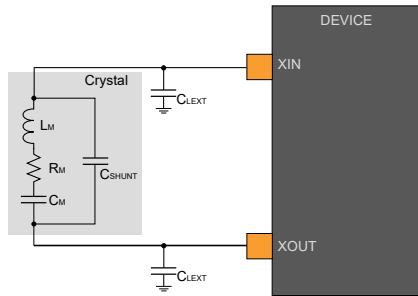 DEVICE
XIN
Crystal
CLEXT
LM
RM
CSHUNT
CM
XOUT
CLEXT